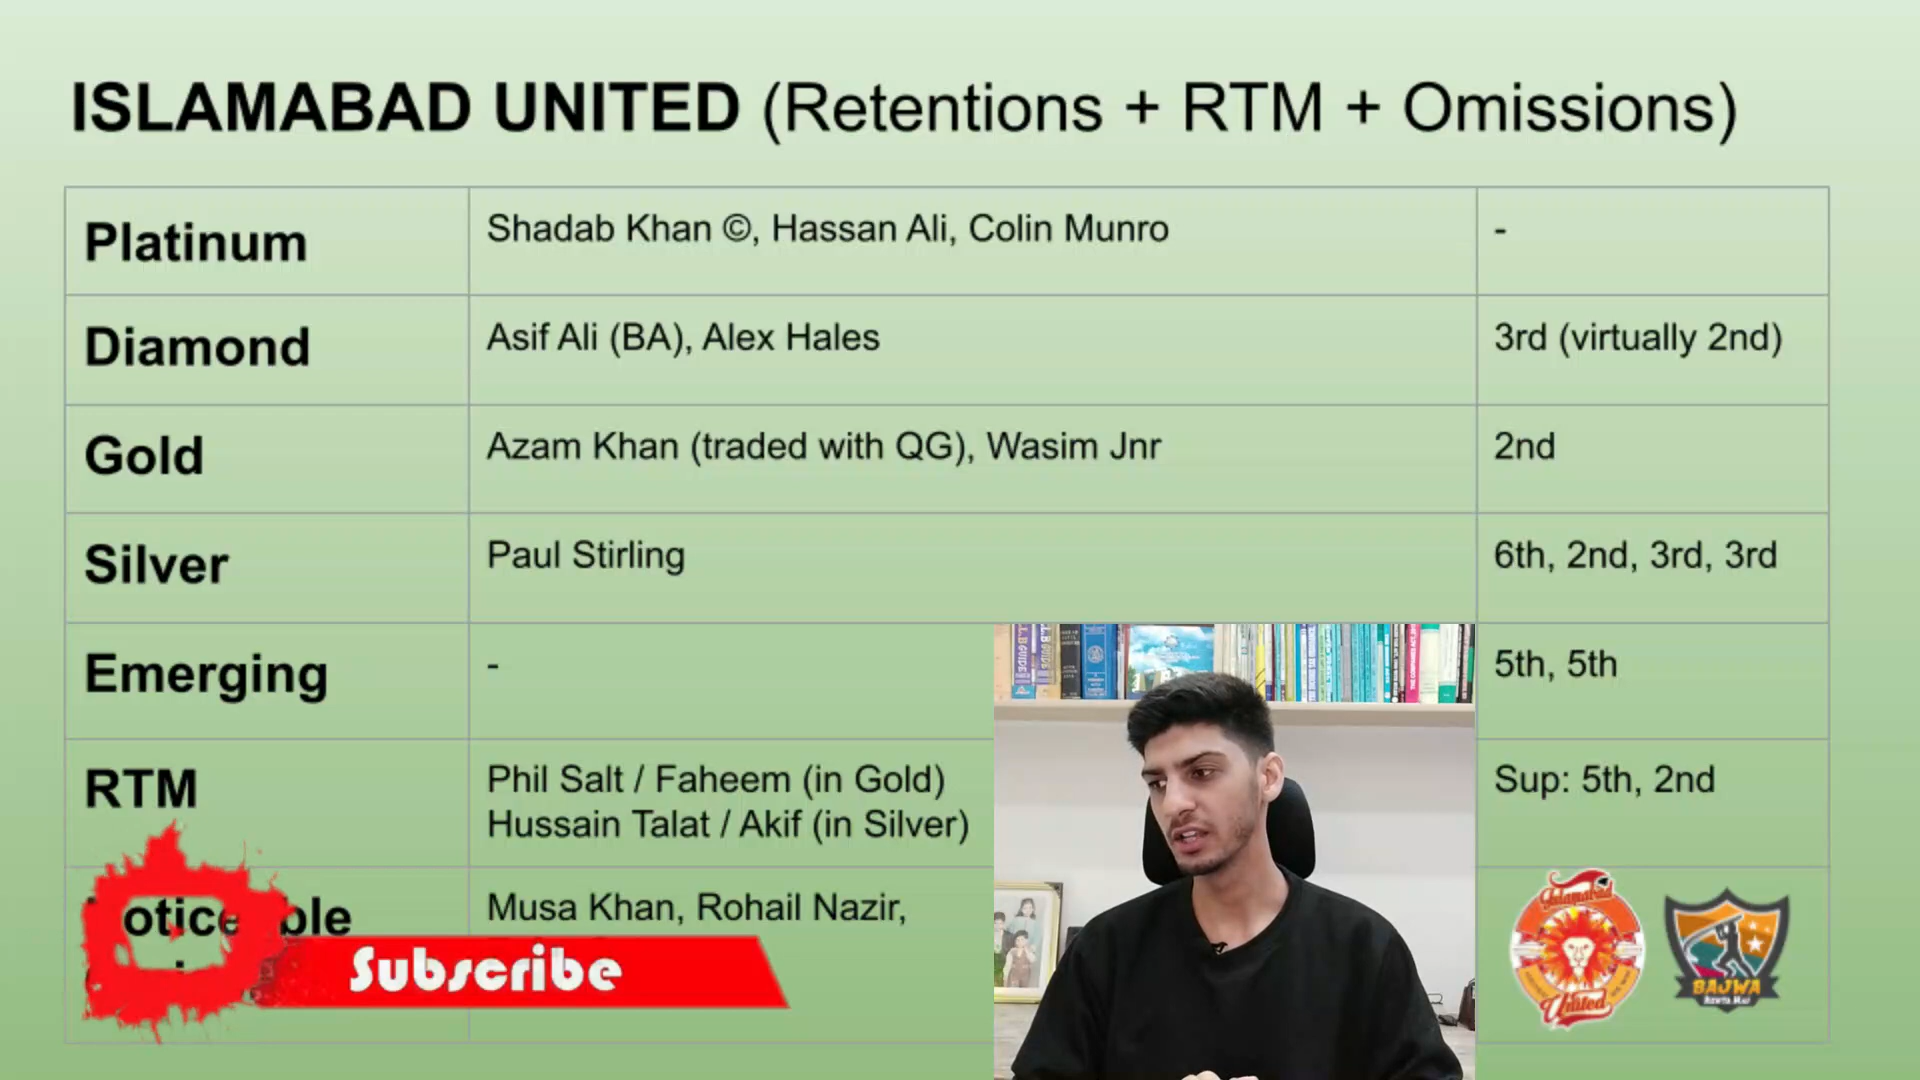 ISLAMABAD UNITED (Retentions + RTM + Omissions)
Platinum
Shadab Khan ©, Hassan Ali, Colin Munro
-
Diamond
Asif Ali (BA), Alex Hales
3rd (virtually 2nd)
Gold
Azam Khan (traded with QG), Wasim Jnr
2nd
Silver
Paul Stirling
6th, 2nd, 3rd, 3rd
Emerging
-
5th, 5th
RTM
Phil Salt / Faheem (in Gold)
Hussain Talat / Akif (in Silver)
Sup: 5th, 2nd
Musa Khan, Rohail Nazir,
Subscribe
Islamabad
United
BAJWA